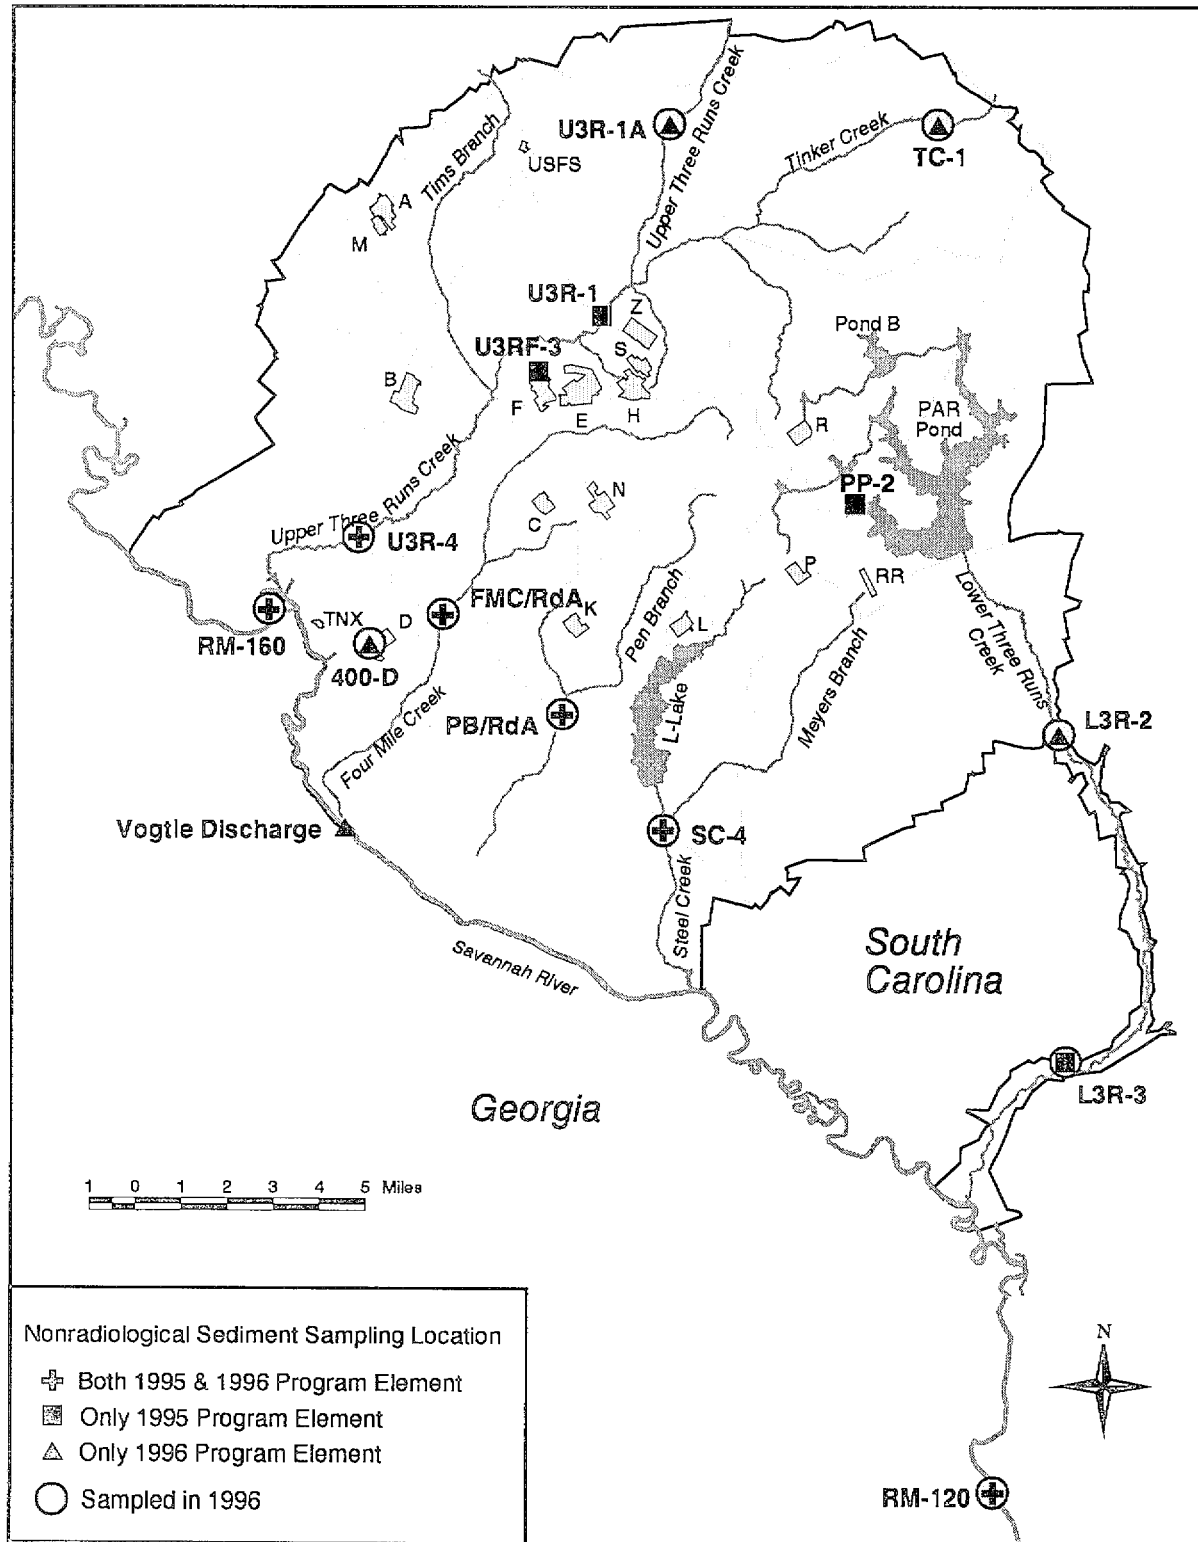 U3R-1A
TC-1
Tinker Creek
Upper Three Runs Creek
Tims Branch
USFS
A
M
U3R-1
Z
Pond B
U3RF-3
S
B
F
E
H
PAR
Pond
R
PP-2
N
C
Upper Three Runs Creek
U3R-4
P
RR
FMC/RdA
K
Pen Branch
L
Lower Three Runs
Creek
TNX
D
RM-160
400-D
Four Mile Creek
PB/RdA
L-Lake
Meyers Branch
L3R-2
Vogtle Discharge
SC-4
Steel Creek
Savannah River
South
Carolina
Georgia
L3R-3
1 0 1 2 3 4 5 Miles
Nonradiological Sediment Sampling Location
Both 1995 & 1996 Program Element
Only 1995 Program Element
Only 1996 Program Element
Sampled in 1996
N
RM-120